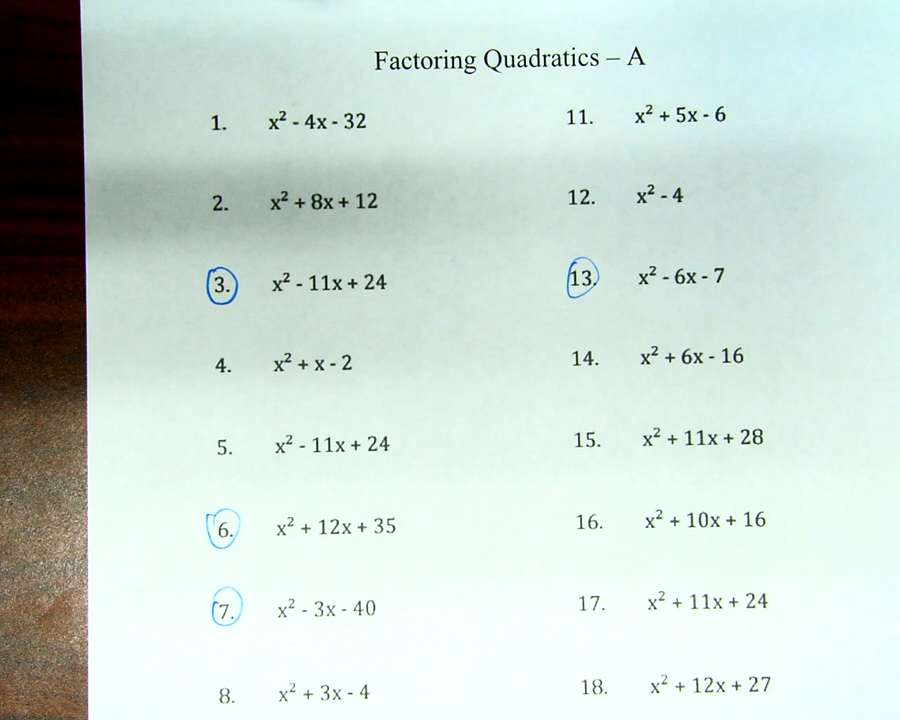 Factoring Quadratics – A
1. x² - 4x - 32
2. x² + 8x + 12
3. x² - 11x + 24
4. x² + x - 2
5. x² - 11x + 24
6. x² + 12x + 35
7. x² - 3x - 40
8. x² + 3x - 4
11. x² + 5x - 6
12. x² - 4
13. x² - 6x - 7
14. x² + 6x - 16
15. x² + 11x + 28
16. x² + 10x + 16
17. x² + 11x + 24
18. x² + 12x + 27